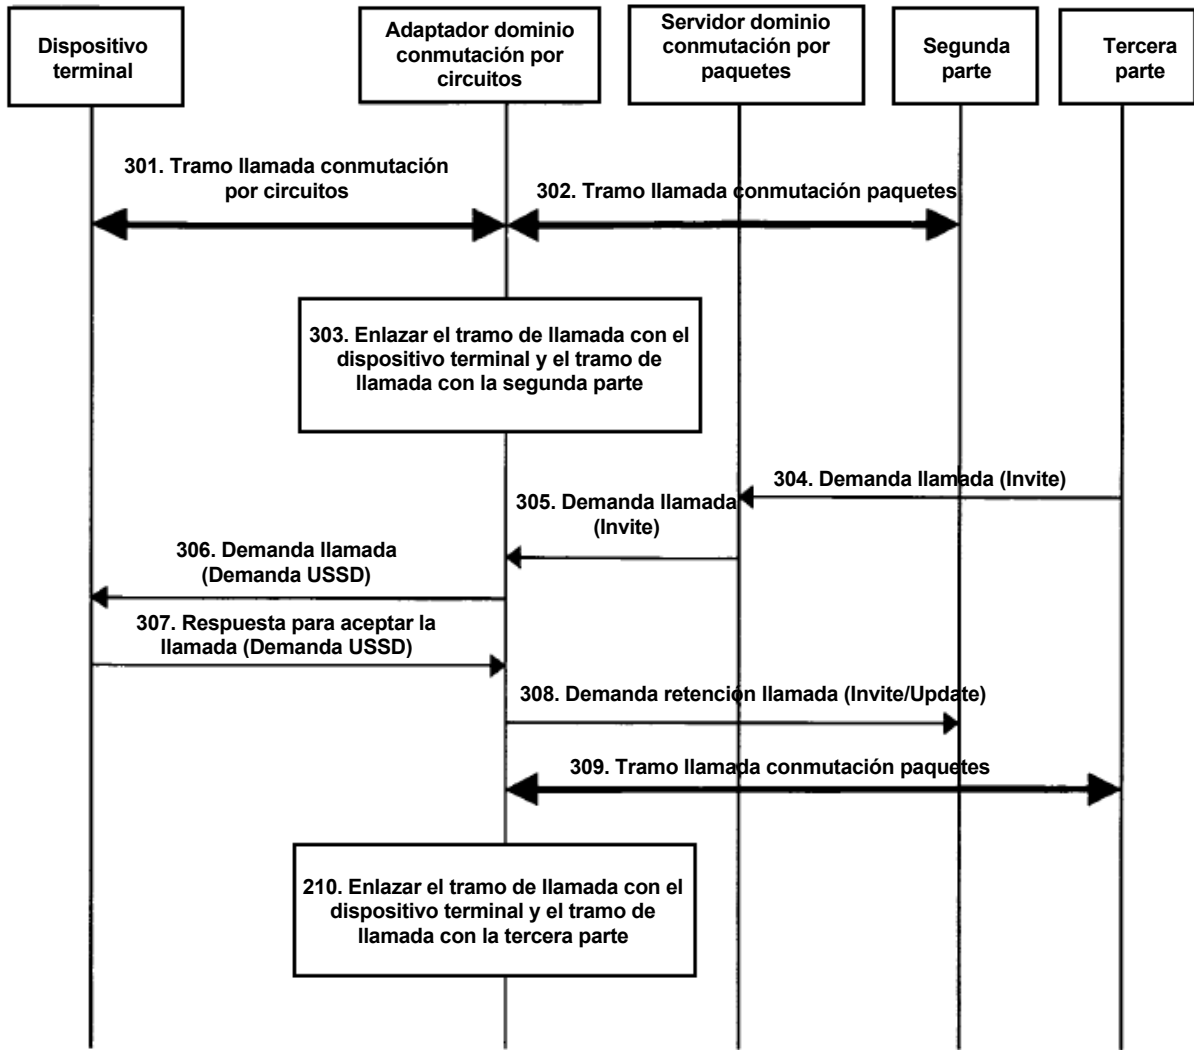 Dispositivo
terminal
Adaptador dominio
conmutación por
circuitos
Servidor dominio
conmutación por
paquetes
Segunda
parte
Tercera
parte
301. Tramo llamada conmutación
por circuitos
302. Tramo llamada conmutación paquetes
303. Enlazar el tramo de llamada con el
dispositivo terminal y el tramo de
llamada con la segunda parte
304. Demanda llamada (Invite)
305. Demanda llamada
(Invite)
306. Demanda llamada
(Demanda USSD)
307. Respuesta para aceptar la
llamada (Demanda USSD)
308. Demanda retención llamada (Invite/Update)
309. Tramo llamada conmutación paquetes
210. Enlazar el tramo de llamada con el
dispositivo terminal y el tramo de
llamada con la tercera parte